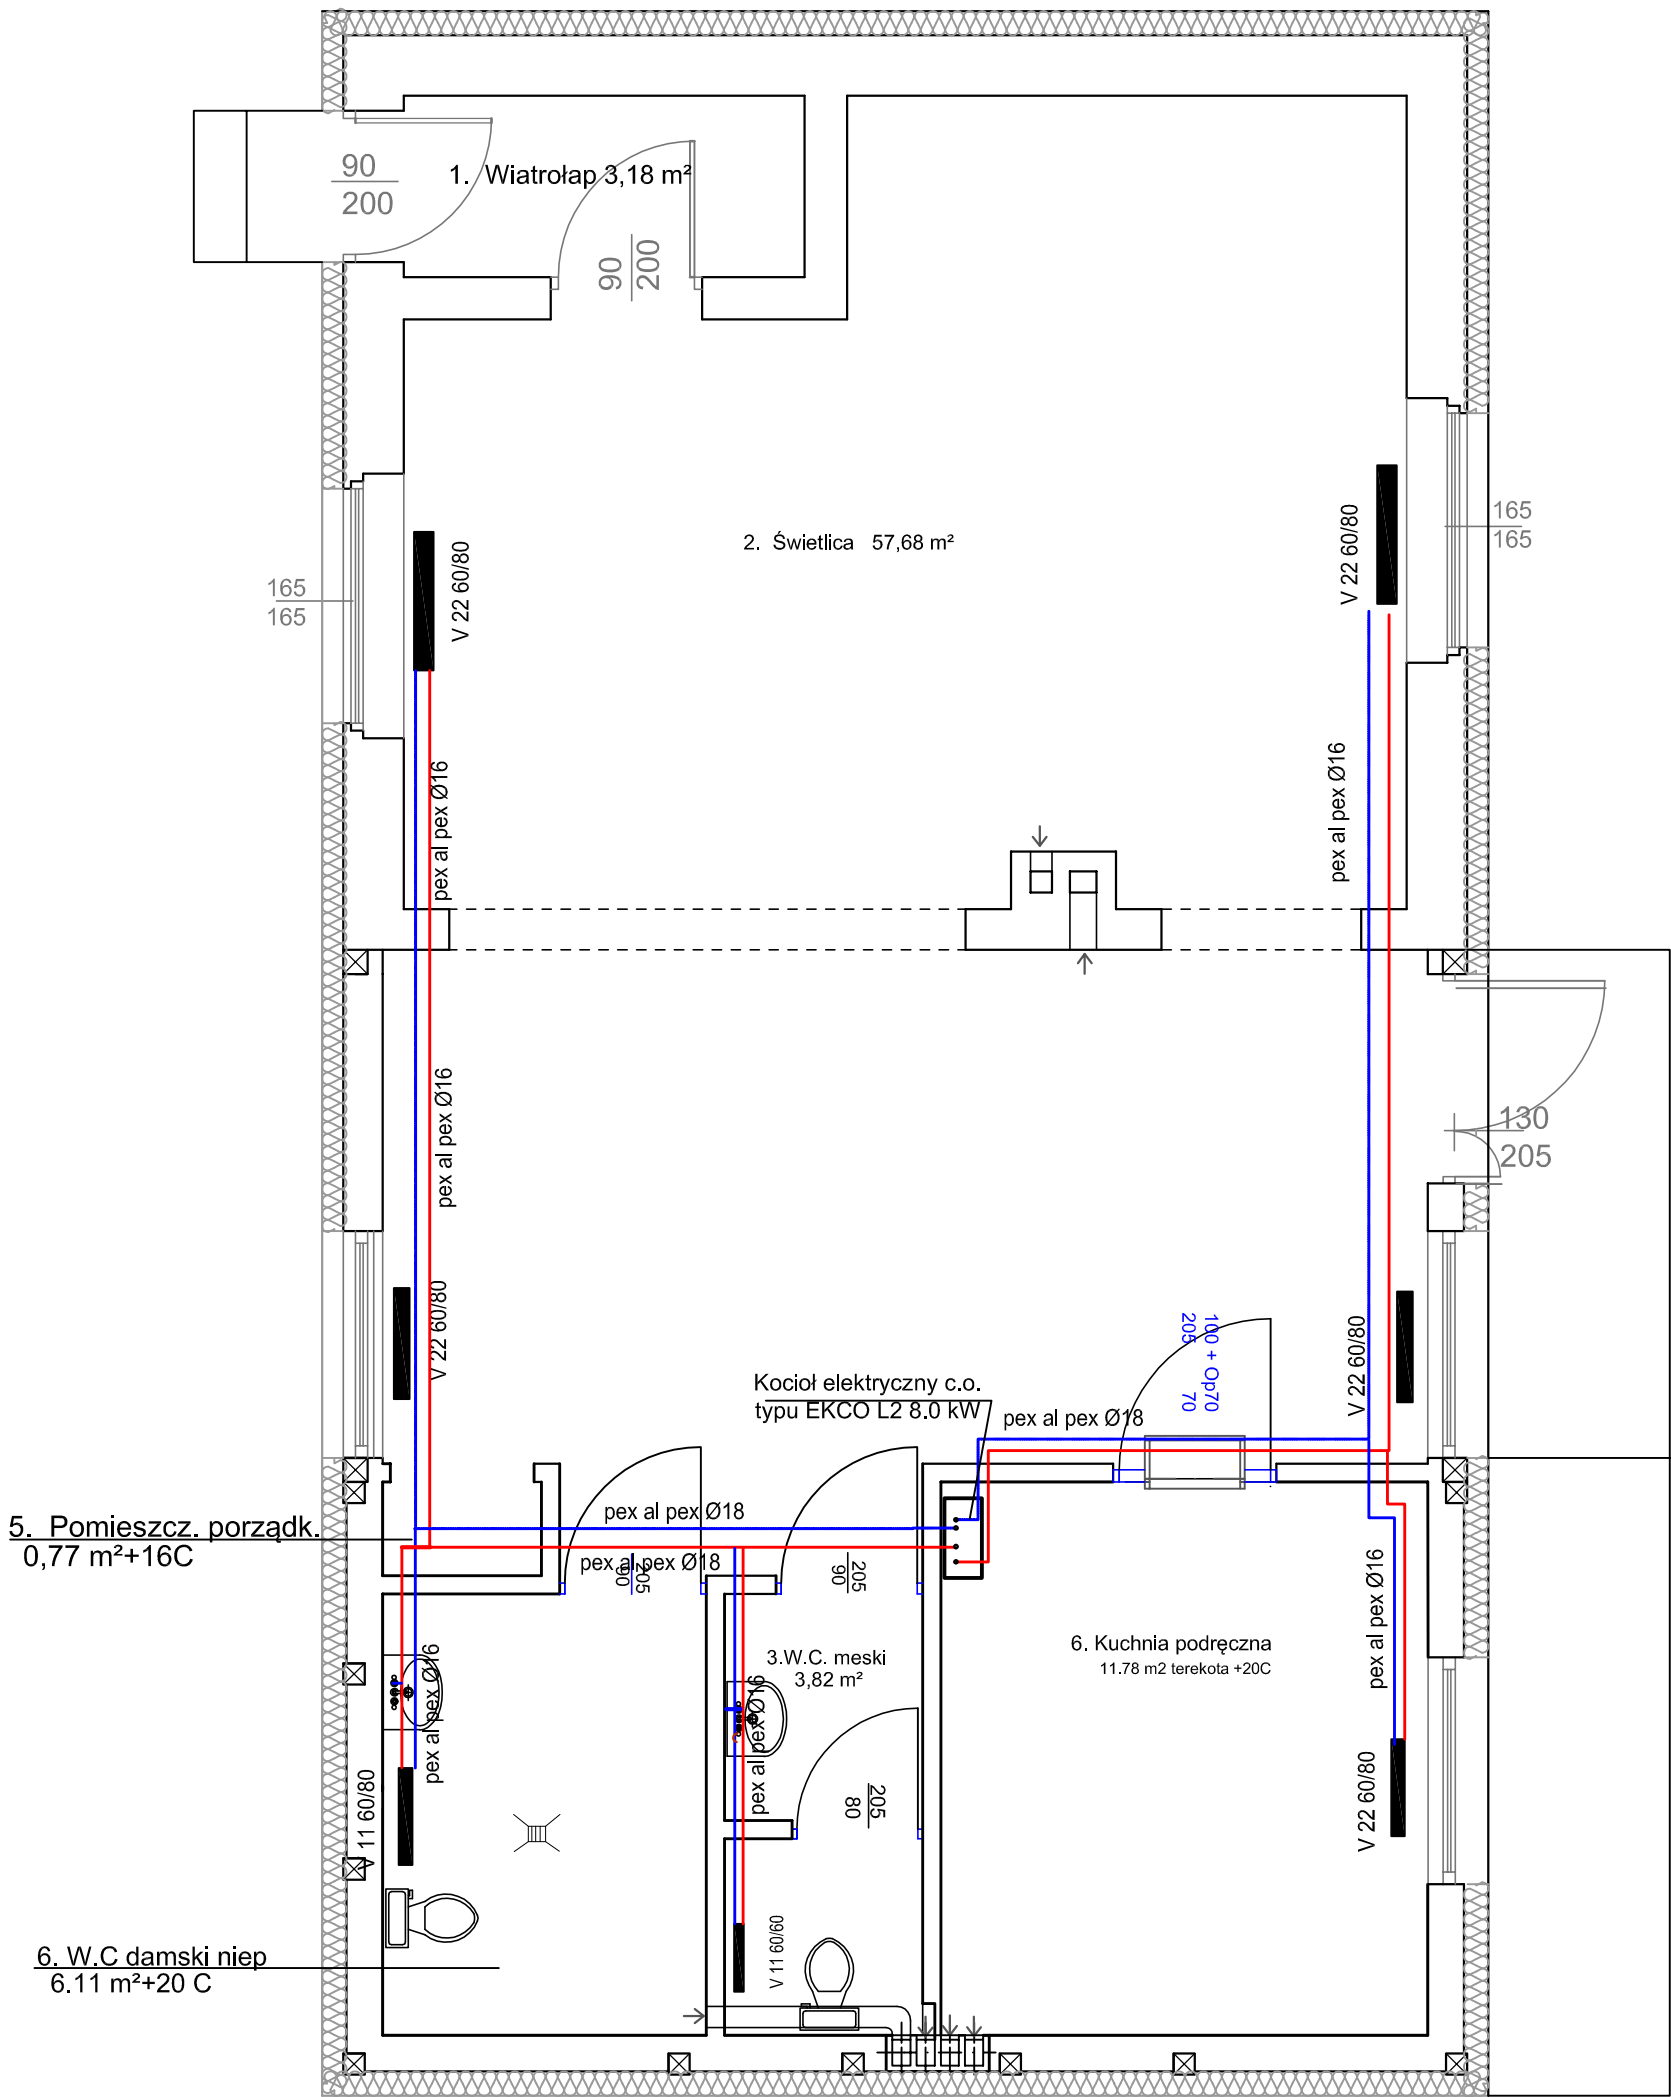 90
200
1. Wiatrołap 3,18 m²
90
200
2. Świetlica 57,68 m²
V 22 60/80
165
165
V 22 60/80
165
165
pex al pex Ø16
pex al pex Ø16
pex al pex Ø16
130
205
V 22 60/80
V 22 60/80
100 + Op70
205 70
Kocioł elektryczny c.o.
typu EKCO L2 8.0 kW
pex al pex Ø18
pex al pex Ø18
pex al pex Ø18
205
90
205
90
5. Pomieszcz. porządk.
0,77 m²+16C
pex al pex Ø16
3.W.C. meski
3,82 m²
6. Kuchnia podręczna
11.78 m2 terekota +20C
pex al pex Ø16
pex al pex Ø16
205
80
V 11 60/80
V 22 60/80
V 11 60/60
6. W.C damski niep
6.11 m²+20 C